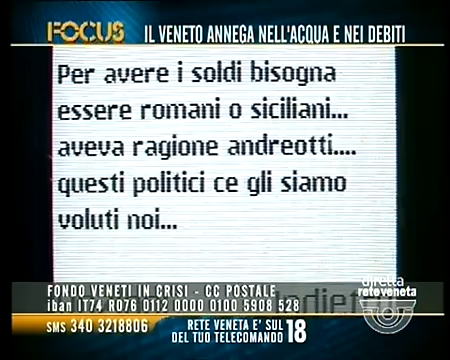 FOCUS IL VENETO ANNEGA NELL'ACQUA E NEI DEBITI
Per avere i soldi bisogna
essere romani o siciliani...
aveva ragione andreotti....
questi politici ce gli siamo
voluti noi...
diretta
reteveneta
FONDO VENETI IN CRISI - CC POSTALE
iban IT74 R076 0112 0000 0100 5908 528
SMS 340 3218806
RETE VENETA E' SUL 18
DEL TUO TELECOMANDO